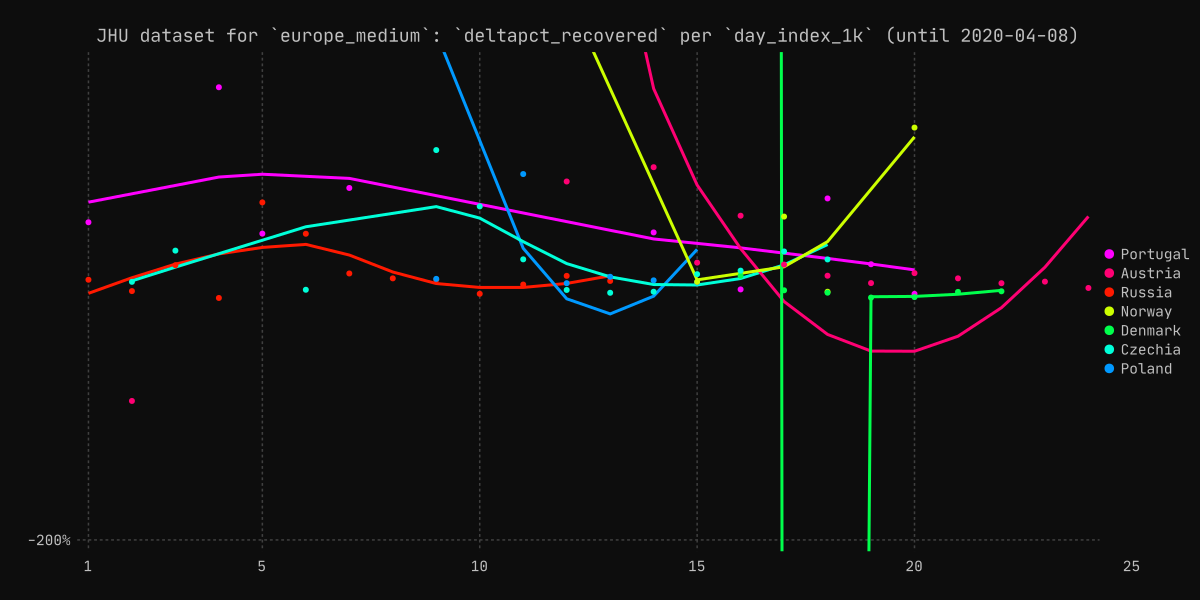 JHU dataset for `europe_medium`: `deltapct_recovered` per `day_index_1k` (until 2020-04-08)
Portugal
Austria
Russia
Norway
Denmark
Czechia
Poland
-200%
1 5 10 15 20 25